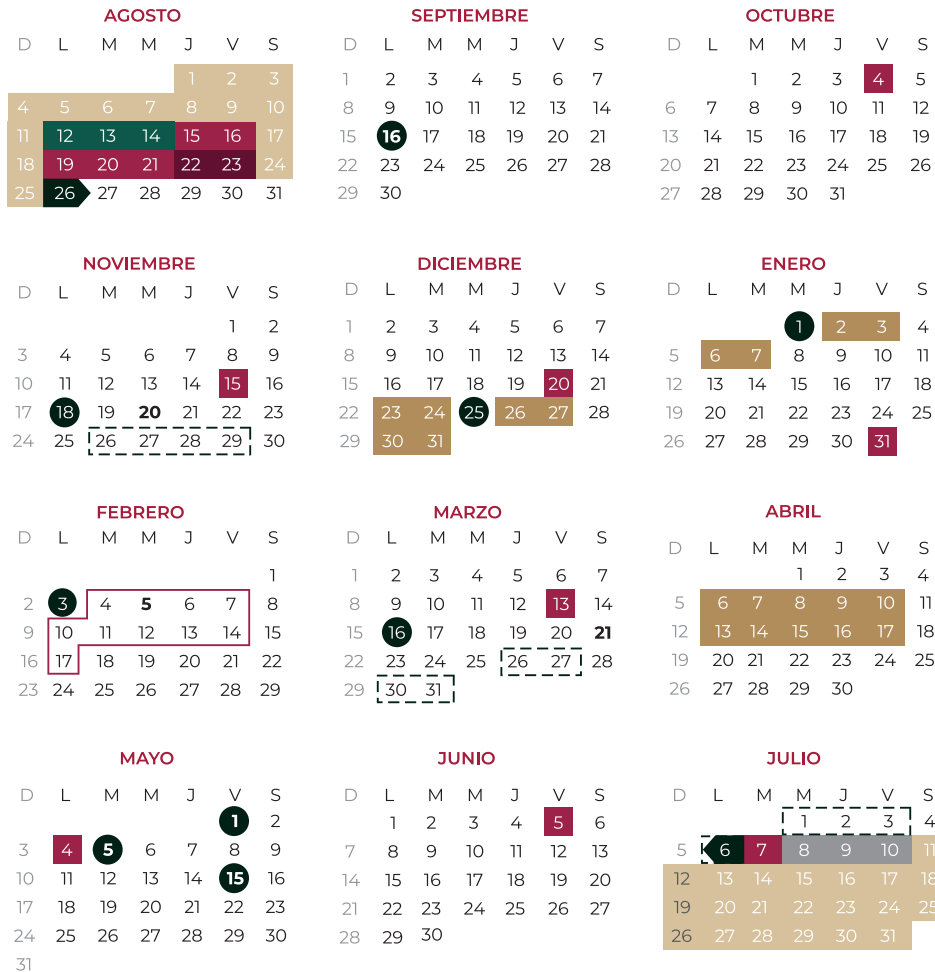 AGOSTO
D L M M J V S
1 2 3
4 5 6 7 8 9 10
11 12 13 14 15 16 17
18 19 20 21 22 23 24
25 26 27 28 29 30 31
SEPTIEMBRE
D L M M J V S
1 2 3 4 5 6 7
8 9 10 11 12 13 14
15 16 17 18 19 20 21
22 23 24 25 26 27 28
29 30
OCTUBRE
D L M M J V S
1 2 3 4 5
6 7 8 9 10 11 12
13 14 15 16 17 18 19
20 21 22 23 24 25 26
27 28 29 30 31
NOVIEMBRE
D L M M J V S
1 2
3 4 5 6 7 8 9
10 11 12 13 14 15 16
17 18 19 20 21 22 23
24 25 26 27 28 29 30
DICIEMBRE
D L M M J V S
1 2 3 4 5 6 7
8 9 10 11 12 13 14
15 16 17 18 19 20 21
22 23 24 25 26 27 28
29 30 31
ENERO
D L M M J V S
1 2 3 4
5 6 7 8 9 10 11
12 13 14 15 16 17 18
19 20 21 22 23 24 25
26 27 28 29 30 31
FEBRERO
D L M M J V S
1
2 3 4 5 6 7 8
9 10 11 12 13 14 15
16 17 18 19 20 21 22
23 24 25 26 27 28 29
MARZO
D L M M J V S
1 2 3 4 5 6 7
8 9 10 11 12 13 14
15 16 17 18 19 20 21
22 23 24 25 26 27 28
29 30 31
ABRIL
D L M M J V S
1 2 3 4
5 6 7 8 9 10 11
12 13 14 15 16 17 18
19 20 21 22 23 24 25
26 27 28 29 30
MAYO
D L M M J V S
1 2
3 4 5 6 7 8 9
10 11 12 13 14 15 16
17 18 19 20 21 22 23
24 25 26 27 28 29 30
31
JUNIO
D L M M J V S
1 2 3 4 5 6
7 8 9 10 11 12 13
14 15 16 17 18 19 20
21 22 23 24 25 26 27
28 29 30
JULIO
D L M M J V S
1 2 3 4
5 6 7 8 9 10 11
12 13 14 15 16 17 18
19 20 21 22 23 24 25
26 27 28 29 30 31